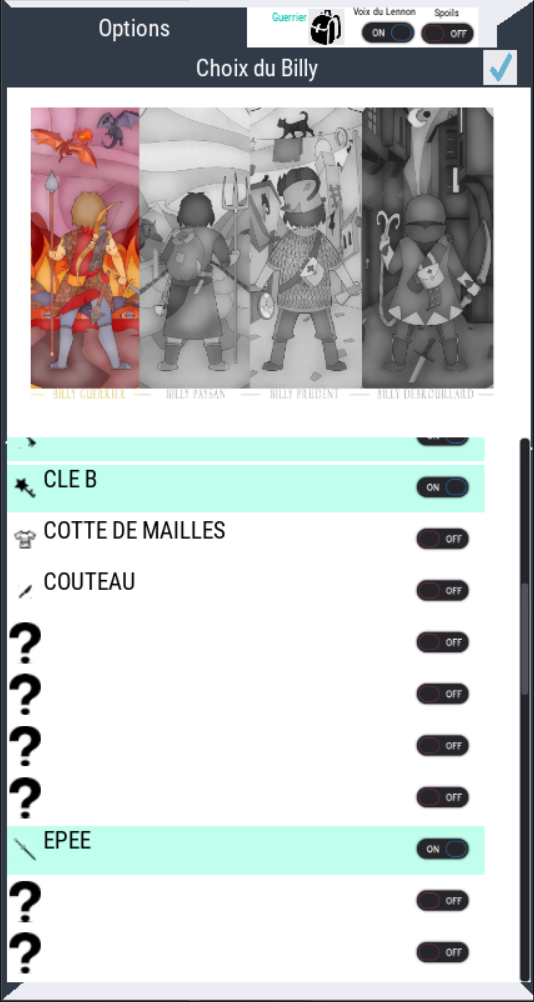 Options
Guerrier
Voix du Lennon
Spoils
ON
OFF
Choix du Billy
BILLY GUERRIER
BILLY PAYSAN
BILLY PRUDENT
BILLY DEBROUILLARD
CLE B
ON
COTTE DE MAILLES
OFF
COUTEAU
OFF
?
OFF
?
OFF
?
OFF
?
OFF
EPEE
ON
?
OFF
?
OFF